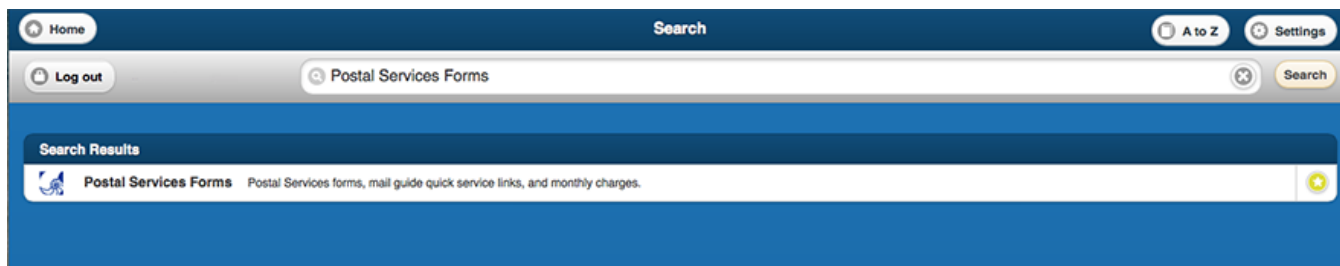 Home Search A to Z Settings
Log out Postal Services Forms Search
Search Results
Postal Services Forms Postal Services forms, mail guide quick service links, and monthly charges.